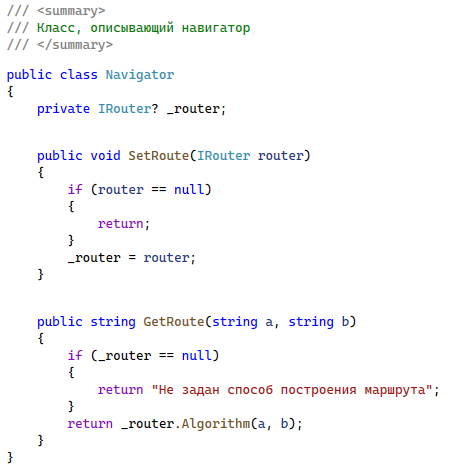 /// <summary>
/// Класс, описывающий навигатор
/// </summary>
public class Navigator
{
    private IRouter? _router;
    public void SetRoute(IRouter router)
    {
        if (router == null)
        {
            return;
        }
        _router = router;
    }
    public string GetRoute(string a, string b)
    {
        if (_router == null)
        {
            return "Не задан способ построения маршрута";
        }
        return _router.Algorithm(a, b);
    }
}